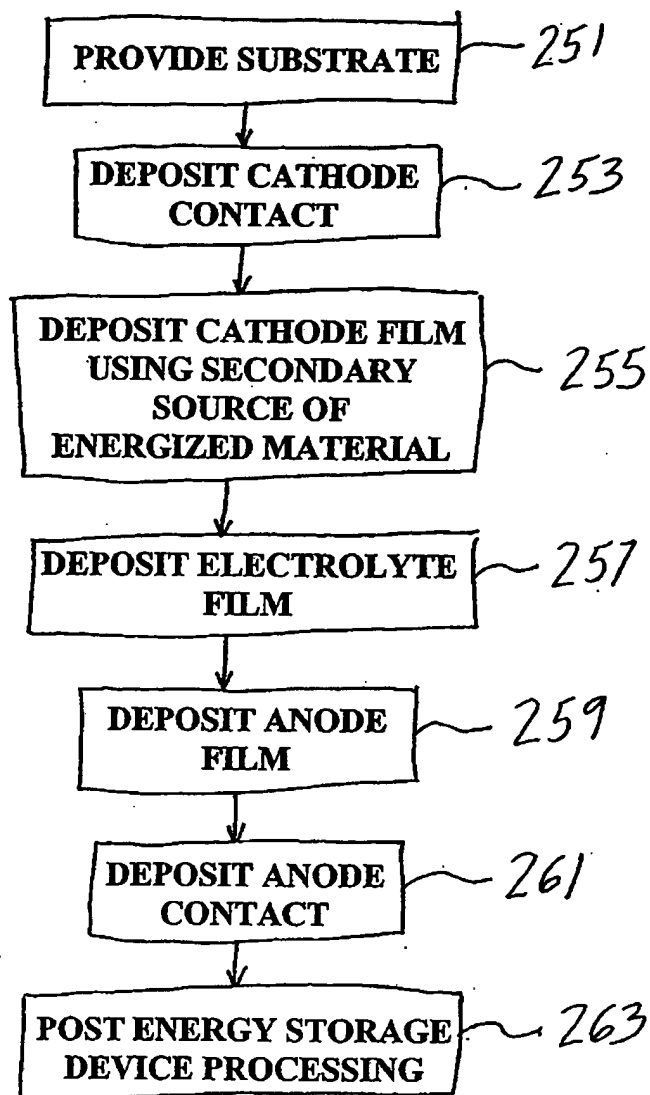 PROVIDE SUBSTRATE 251
DEPOSIT CATHODE
CONTACT
253
DEPOSIT CATHODE FILM
USING SECONDARY
SOURCE OF
ENERGIZED MATERIAL
255
DEPOSIT ELECTROLYTE
FILM
257
DEPOSIT ANODE
FILM
259
DEPOSIT ANODE
CONTACT
261
POST ENERGY STORAGE
DEVICE PROCESSING
263